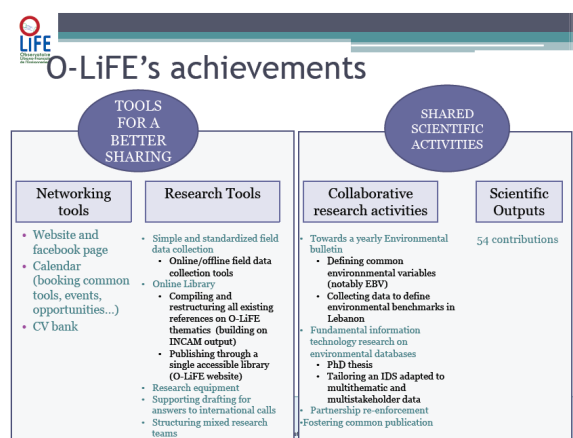 O-LiFE
Observatoire
Libano-Français
de l'Environnement
O-LiFE's achievements
TOOLS
FOR A
BETTER
SHARING
SHARED
SCIENTIFIC
ACTIVITIES
Networking
tools
• Website and
facebook page
• Calendar
(booking common
tools, events,
opportunities...)
• CV bank
Research Tools
• Simple and standardized field
data collection
• Online/offline field data
collection tools
• Online Library
• Compiling and
restructuring all existing
references on O-LiFE
thematics (building on
INCAM output)
• Publishing through a
single accessible library
(O-LiFE website)
• Research equipment
• Supporting drafting for
answers to international calls
• Structuring mixed research
teams
Collaborative
research activities
• Towards a yearly Environmental
bulletin
• Defining common
environnmental variables
(notably EBV)
• Collecting data to define
environmental benchmarks in
Lebanon
• Fundamental information
technology research on
environmental databases
• PhD thesis
• Tailoring an IDS adapted to
multithematic and
multistakeholder data
• Partnership re-enforcement
•Fostering common publication
Scientific
Outputs
54 contributions